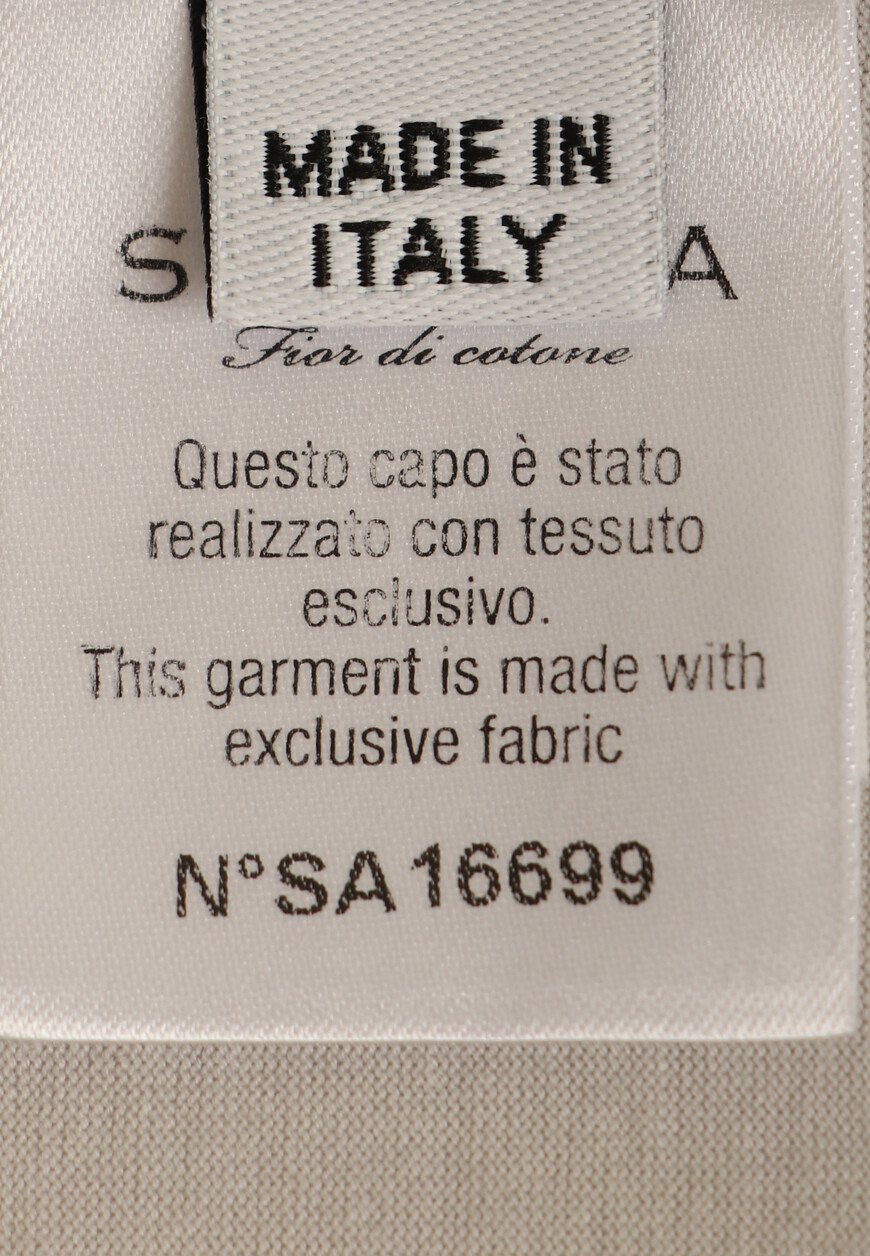 MADE IN
ITALY
Fior di cotone
Questo capo è stato
realizzato con tessuto
esclusivo.
This garment is made with
exclusive fabric
N°SA16699